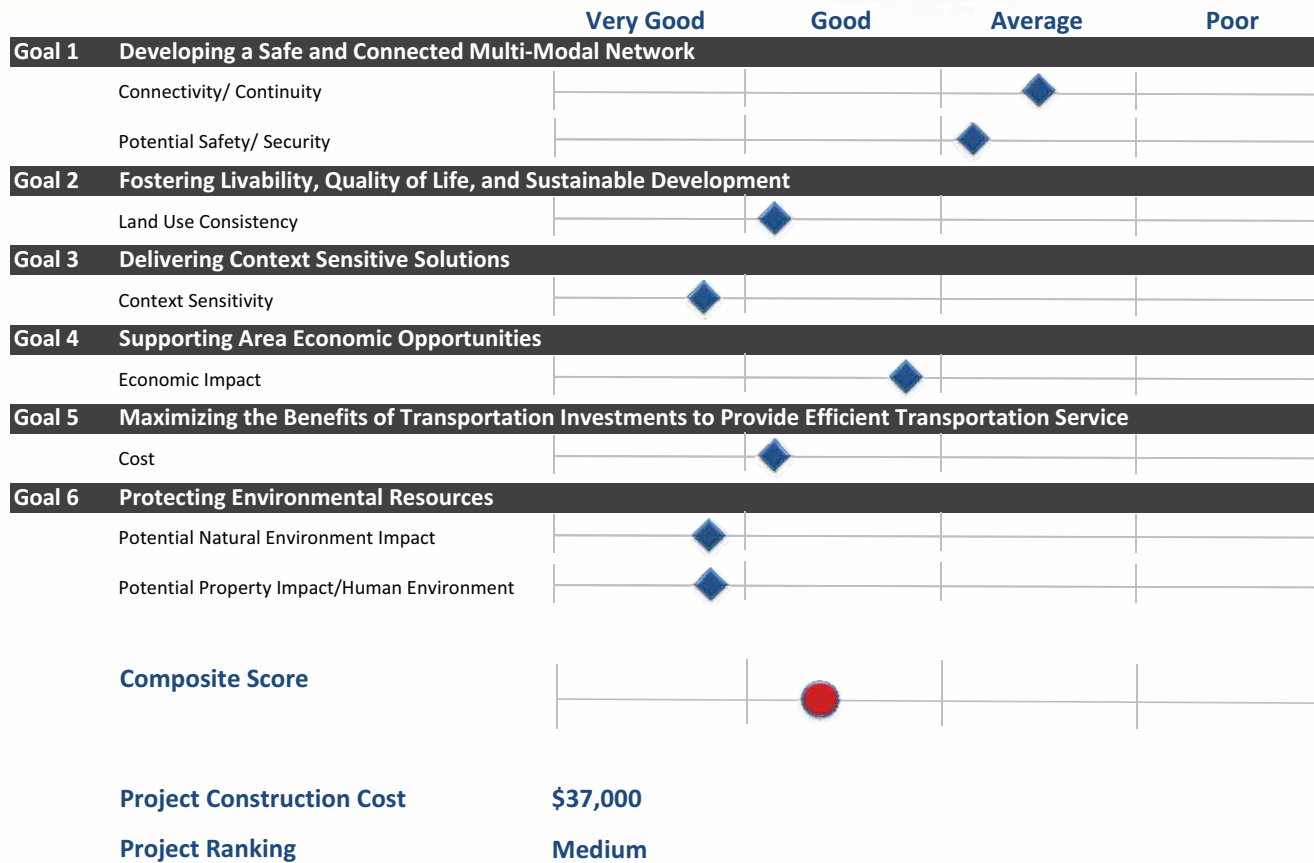 Very Good Good Average Poor
Goal 1 Developing a Safe and Connected Multi-Modal Network
Connectivity/ Continuity
Potential Safety/ Security
Goal 2 Fostering Livability, Quality of Life, and Sustainable Development
Land Use Consistency
Goal 3 Delivering Context Sensitive Solutions
Context Sensitivity
Goal 4 Supporting Area Economic Opportunities
Economic Impact
Goal 5 Maximizing the Benefits of Transportation Investments to Provide Efficient Transportation Service
Cost
Goal 6 Protecting Environmental Resources
Potential Natural Environment Impact
Potential Property Impact/Human Environment
Composite Score
Project Construction Cost $37,000
Project Ranking Medium